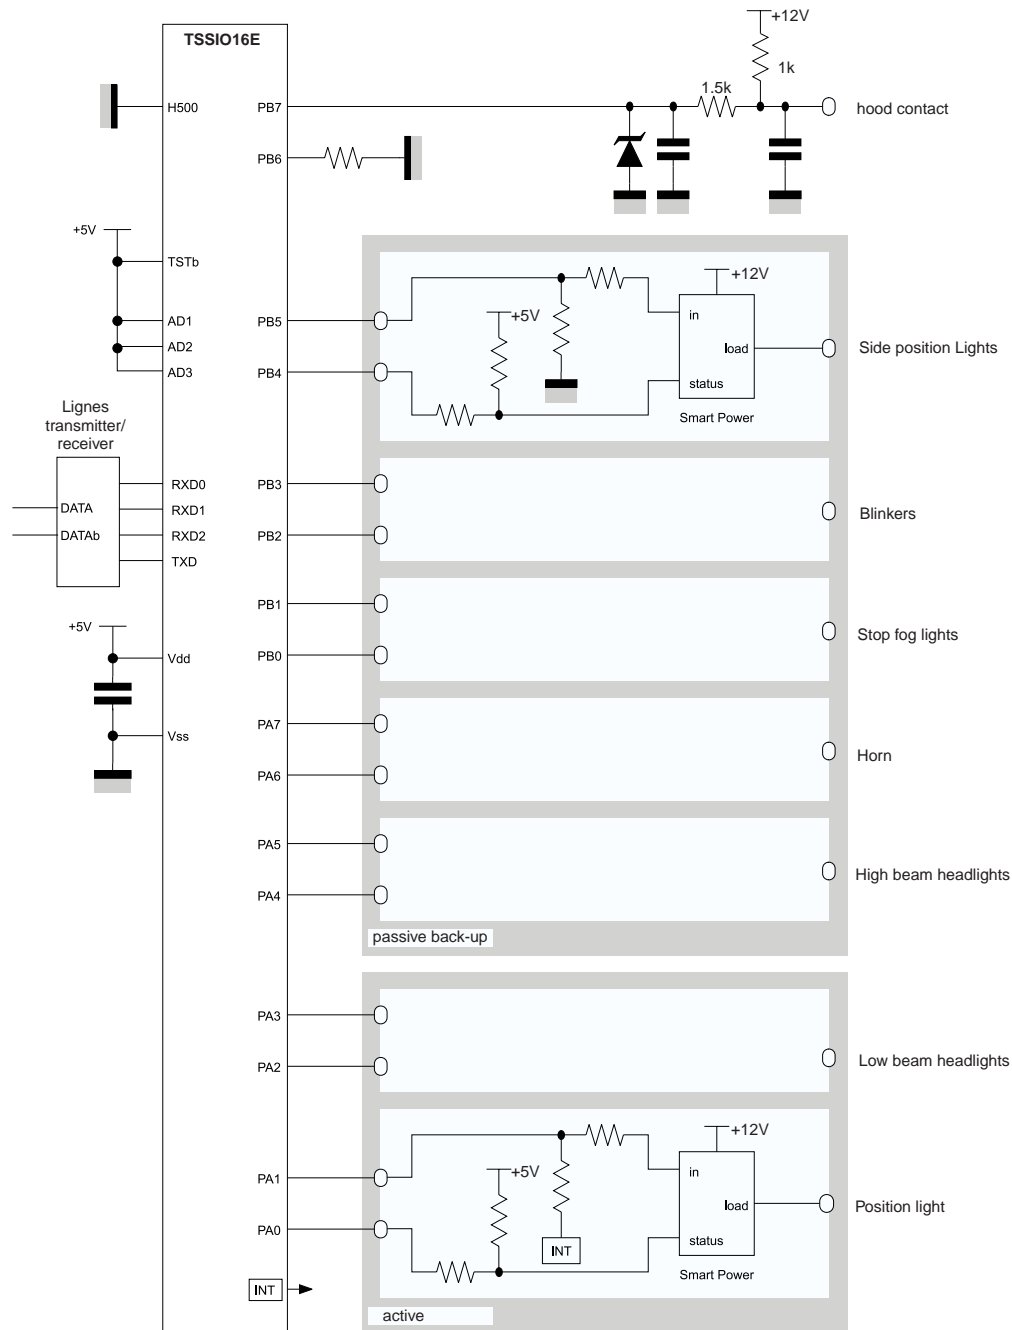 TSSIO16E
+12V
1k
1.5k
H500
PB7
hood contact
PB6
+5V
TSTb
+12V
AD1
PB5
+5V
in
AD2
load
Side position Lights
AD3
PB4
status
Smart Power
Lignes
transmitter/
receiver
RXD0
PB3
DATA
RXD1
Blinkers
DATAb
RXD2
PB2
TXD
PB1
+5V
Stop fog lights
Vdd
PB0
PA7
Vss
Horn
PA6
PA5
High beam headlights
PA4
passive back-up
PA3
Low beam headlights
PA2
+12V
PA1
+5V
in
load
Position light
PA0
status
INT
Smart Power
INT
active